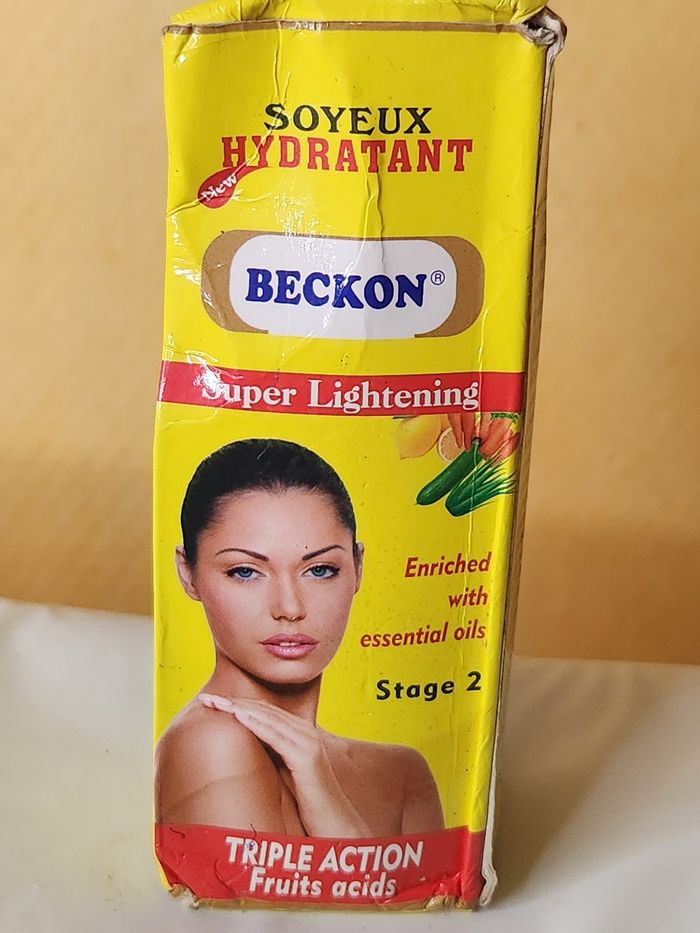 SOYEUX
HYDRATANT
New
BECKON®
Super Lightening
Enriched
with
essential oils
Stage 2
TRIPLE ACTION
Fruits acids